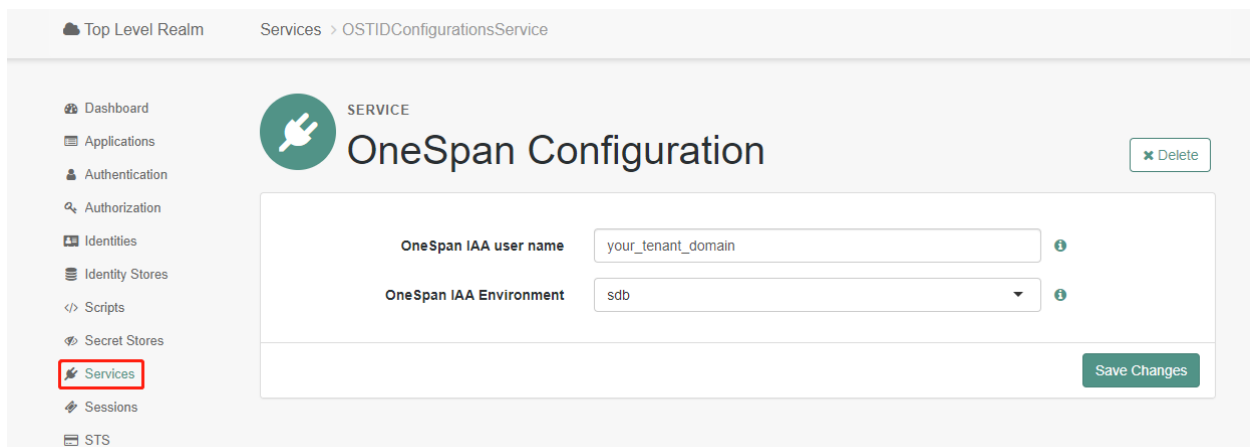 Top Level Realm
Services > OSTIDConfigurationsService
Dashboard
Applications
Authentication
Authorization
Identities
Identity Stores
</> Scripts
Secret Stores
Services
Sessions
STS
SERVICE
OneSpan Configuration
× Delete
OneSpan IAA user name
your_tenant_domain
OneSpan IAA Environment
sdb
Save Changes